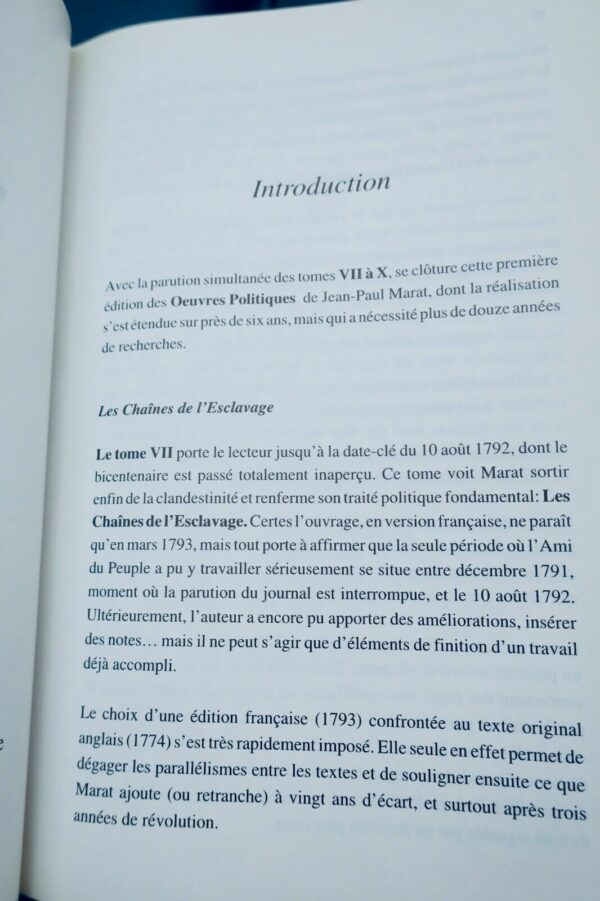 Introduction
Avec la parution simultanée des tomes VII à X, se clôture cette première
édition des Oeuvres Politiques de Jean-Paul Marat, dont la réalisation
s'est étendue sur près de six ans, mais qui a nécessité plus de douze années
de recherches.
Les Chaînes de l'Esclavage
Le tome VII porte le lecteur jusqu'à la date-clé du 10 août 1792, dont le
bicentenaire est passé totalement inaperçu. Ce tome voit Marat sortir
enfin de la clandestinité et renferme son traité politique fondamental: Les
Chaînes de l'Esclavage. Certes l'ouvrage, en version française, ne paraît
qu'en mars 1793, mais tout porte à affirmer que la seule période où l'Ami
du Peuple a pu y travailler sérieusement se situe entre décembre 1791,
moment où la parution du journal est interrompue, et le 10 août 1792.
Ultérieurement, l'auteur a encore pu apporter des améliorations, insérer
des notes… mais il ne peut s'agir que d'éléments de finition d'un travail
déjà accompli.
Le choix d'une édition française (1793) confrontée au texte original
anglais (1774) s'est très rapidement imposé. Elle seule en effet permet de
dégager les parallélismes entre les textes et de souligner ensuite ce que
Marat ajoute (ou retranche) à vingt ans d'écart, et surtout après trois
années de révolution.